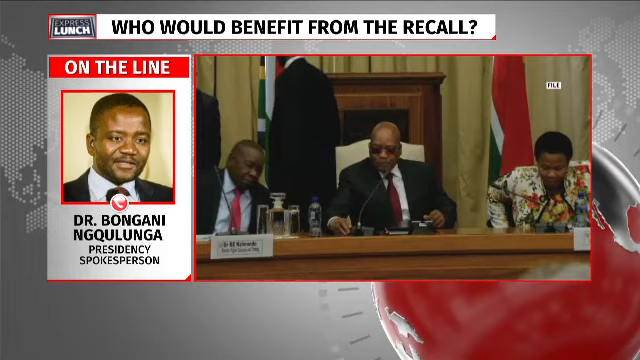 EXPRESS
LUNCH
WHO WOULD BENEFIT FROM THE RECALL?
ON THE LINE
FILE
DR. BONGANI
NGQULUNGA
PRESIDENCY
SPOKESPERSON